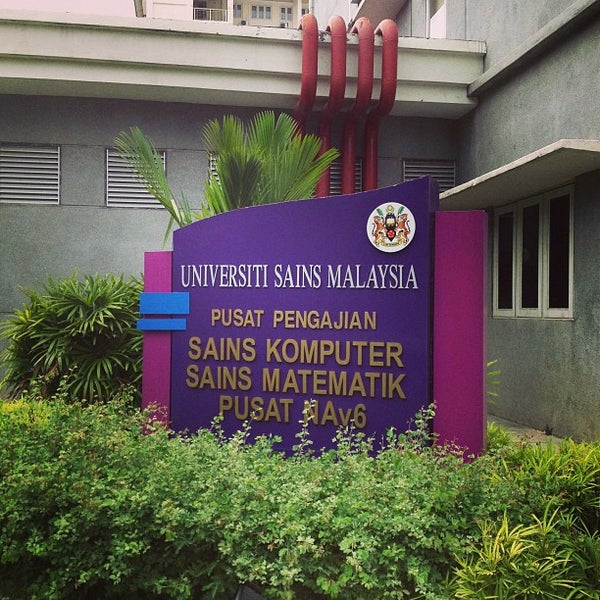 UNIVERSITI SAINS MALAYSIA
PUSAT PENGAJIAN
SAINS KOMPUTER
SAINS MATEMATIK
PUSAT NAv6